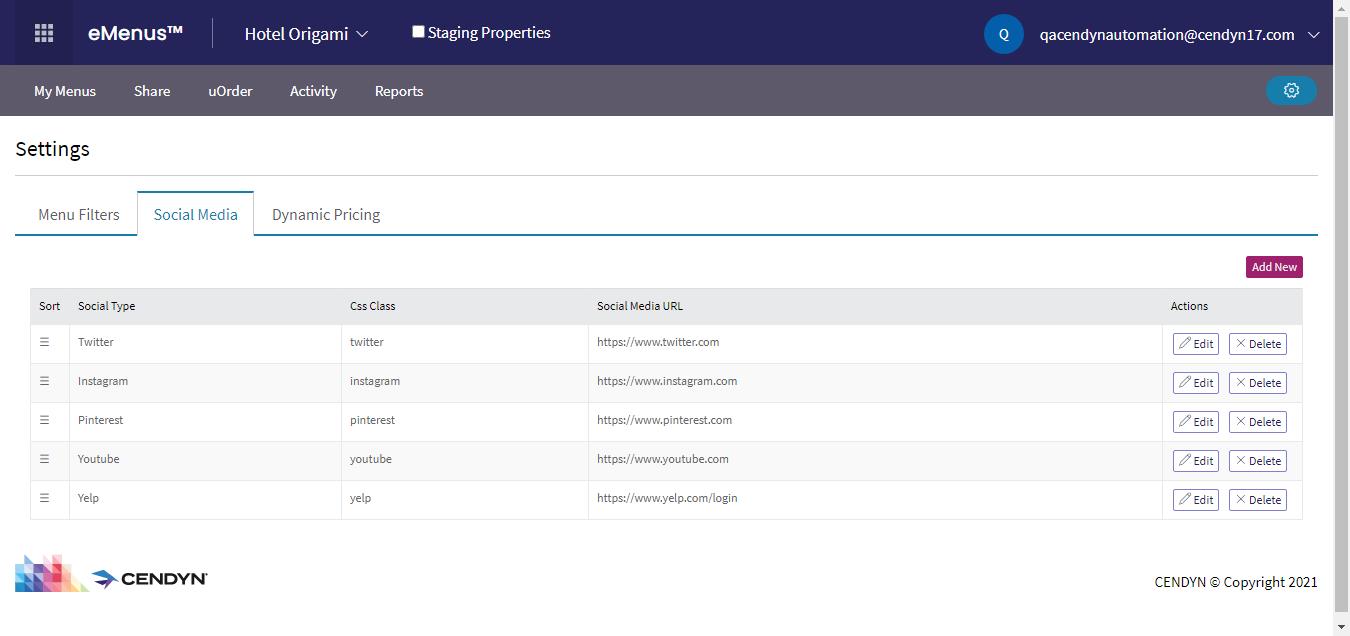 eMenus™ Hotel Origami Staging Properties Q qacendynautomation@cendyn17.com
My Menus Share uOrder Activity Reports
Settings
Menu Filters Social Media Dynamic Pricing
Add New
Sort Social Type Css Class Social Media URL Actions
Twitter twitter https://www.twitter.com Edit Delete
Instagram instagram https://www.instagram.com Edit Delete
Pinterest pinterest https://www.pinterest.com Edit Delete
Youtube youtube https://www.youtube.com Edit Delete
Yelp yelp https://www.yelp.com/login Edit Delete
CENDYN
CENDYN © Copyright 2021